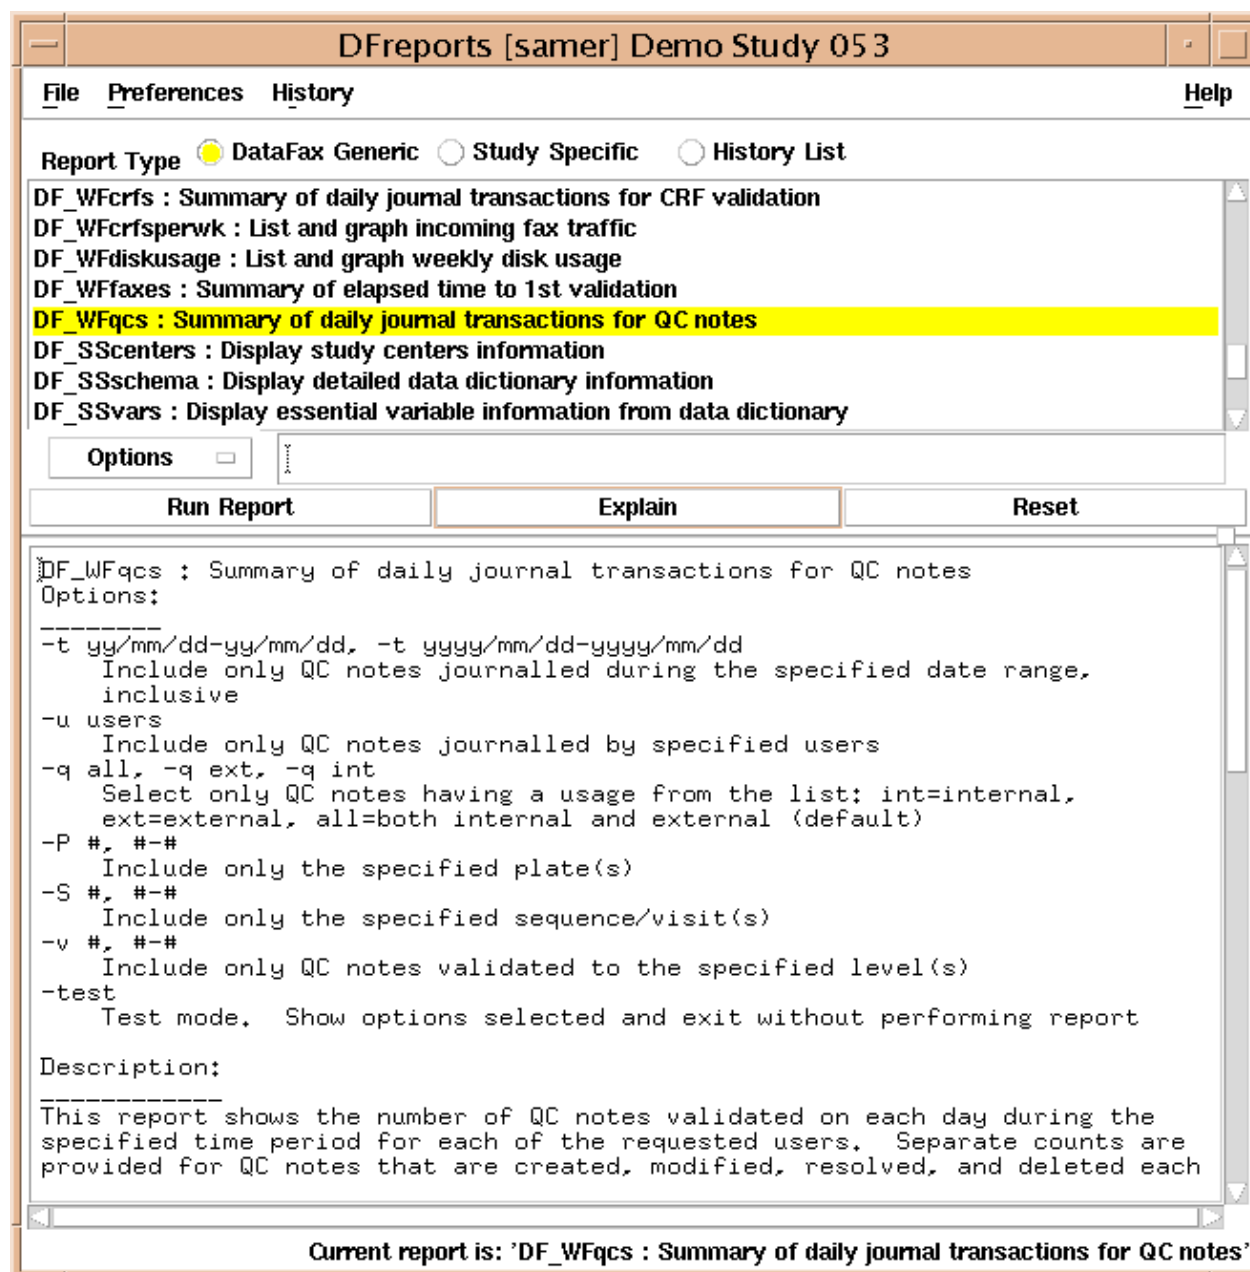 DFreports [samer] Demo Study 053
File Preferences History Help
Report Type DataFax Generic Study Specific History List
DF_WFcrfs : Summary of daily journal transactions for CRF validation
DF_WFcrfsperwk : List and graph incoming fax traffic
DF_WFdiskusage : List and graph weekly disk usage
DF_WFfaxes : Summary of elapsed time to 1st validation
DF_WFqcs : Summary of daily journal transactions for QC notes
DF_SScenters : Display study centers information
DF_SSschema : Display detailed data dictionary information
DF_SSvars : Display essential variable information from data dictionary
Options
Run Report Explain Reset
DF_WFqcs : Summary of daily journal transactions for QC notes
Options:
________
-t yy/mm/dd-yy/mm/dd, -t yyyy/mm/dd-yyyy/mm/dd
Include only QC notes journalled during the specified date range,
inclusive
-u users
Include only QC notes journalled by specified users
-q all, -q ext, -q int
Select only QC notes having a usage from the list: int=internal,
ext=external, all=both internal and external (default)
-P #, #-#
Include only the specified plate(s)
-S #, #-#
Include only the specified sequence/visit(s)
-v #, #-#
Include only QC notes validated to the specified level(s)
-test
Test mode.  Show options selected and exit without performing report
Description:
____________
This report shows the number of QC notes validated on each day during the
specified time period for each of the requested users.  Separate counts are
provided for QC notes that are created, modified, resolved, and deleted each
Current report is: 'DF_WFqcs : Summary of daily journal transactions for QC notes'